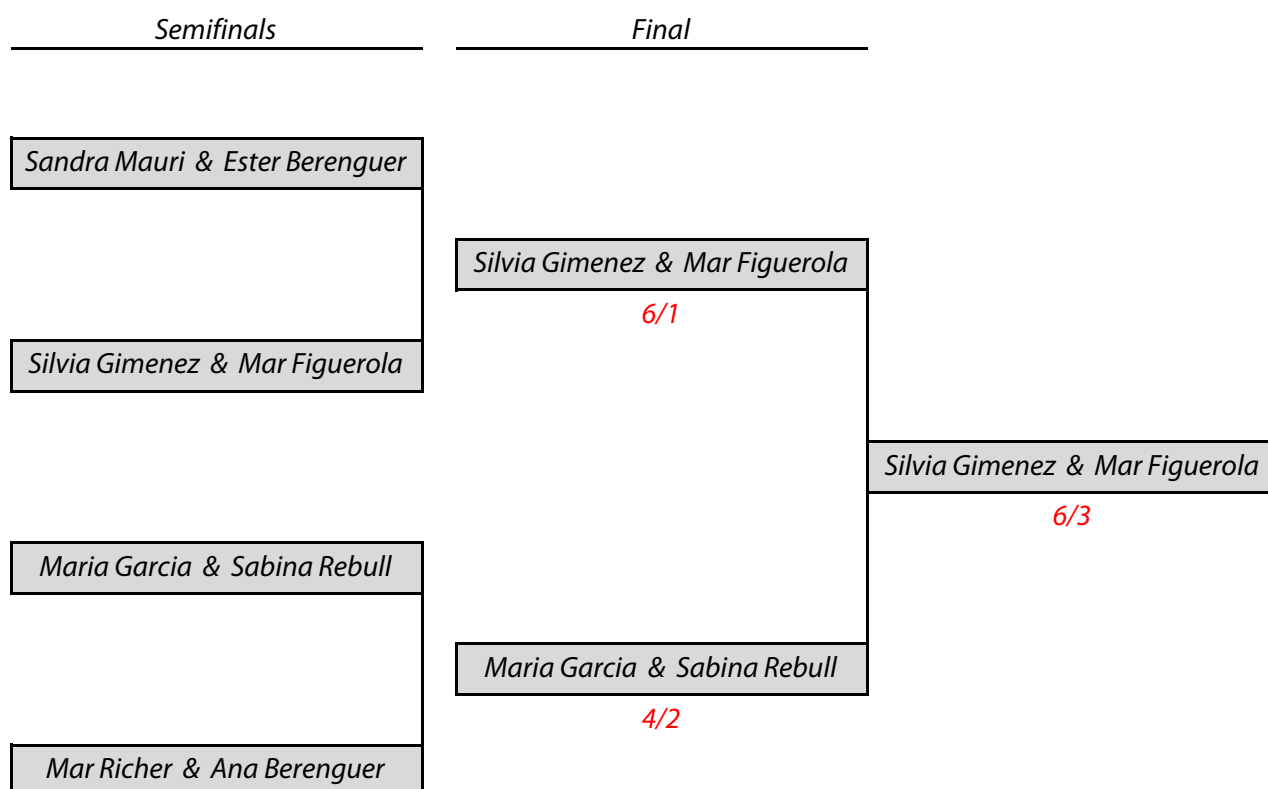 Semifinals
Final
Sandra Mauri & Ester Berenguer
Silvia Gimenez & Mar Figuerola
6/1
Silvia Gimenez & Mar Figuerola
Silvia Gimenez & Mar Figuerola
6/3
Maria Garcia & Sabina Rebull
Maria Garcia & Sabina Rebull
4/2
Mar Richer & Ana Berenguer